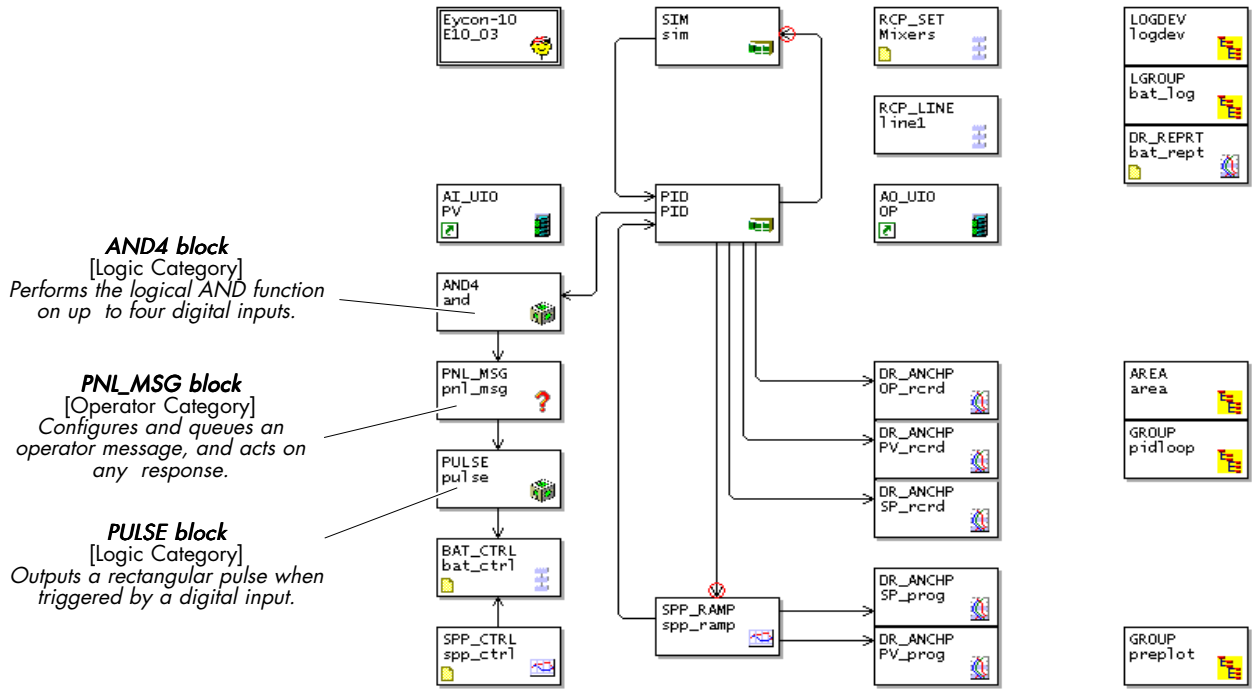 Eycon-10
E10_03
SIM
sim
RCP_SET
Mixers
LOGDEV
logdev
LGROUP
bat_log
RCP_LINE
line1
DR_REPRT
bat_rept
AI_UIO
PV
PID
PID
AO_UIO
OP
AND4 block
[Logic Category]
Performs the logical AND function
on up to four digital inputs.
AND4
and
PNL_MSG block
[Operator Category]
Configures and queues an
operator message, and acts on
any response.
PNL_MSG
pnl_msg
?
DR_ANCHP
OP_rcrd
AREA
area
DR_ANCHP
PV_rcrd
GROUP
pidloop
PULSE
pulse
DR_ANCHP
SP_rcrd
PULSE block
[Logic Category]
Outputs a rectangular pulse when
triggered by a digital input.
BAT_CTRL
bat_ctrl
DR_ANCHP
SP_prog
SPP_RAMP
spp_ramp
SPP_CTRL
spp_ctrl
DR_ANCHP
PV_prog
GROUP
preplot